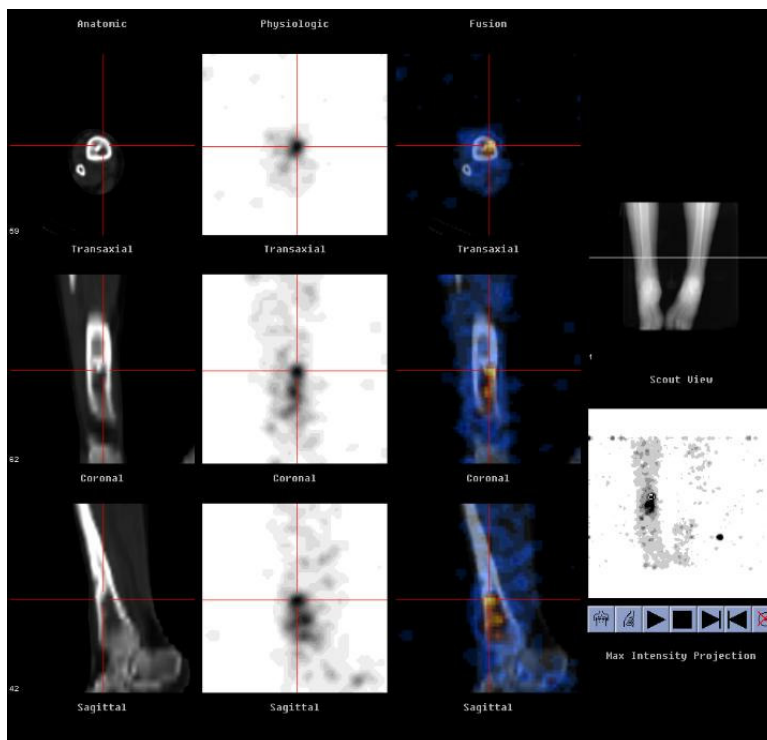 Anatomic Physiologic Fusion
59
Transaxial Transaxial Transaxial
1
Scout View
62
Coronal Coronal Coronal
42
Max Intensity Projection
Sagittal Sagittal Sagittal